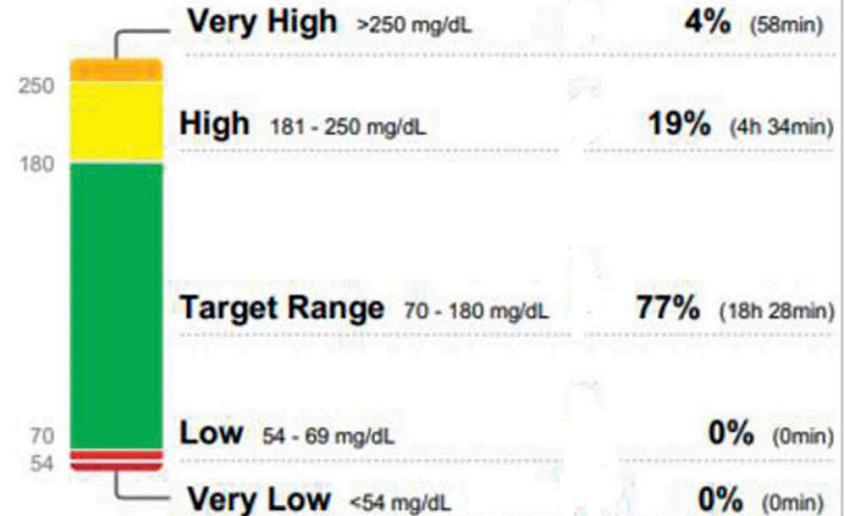 Very High >250 mg/dL 4% (58min)
250
High 181 - 250 mg/dL 19% (4h 34min)
180
Target Range 70 - 180 mg/dL 77% (18h 28min)
70
Low 54 - 69 mg/dL 0% (0min)
54
Very Low <54 mg/dL 0% (0min)